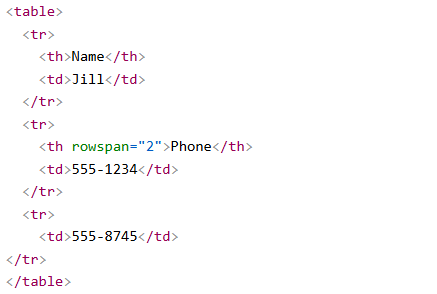 <table>
  <tr>
    <th>Name</th>
    <td>Jill</td>
  </tr>
  <tr>
    <th rowspan="2">Phone</th>
    <td>555-1234</td>
  </tr>
  <tr>
    <td>555-8745</td>
</tr>
</table>